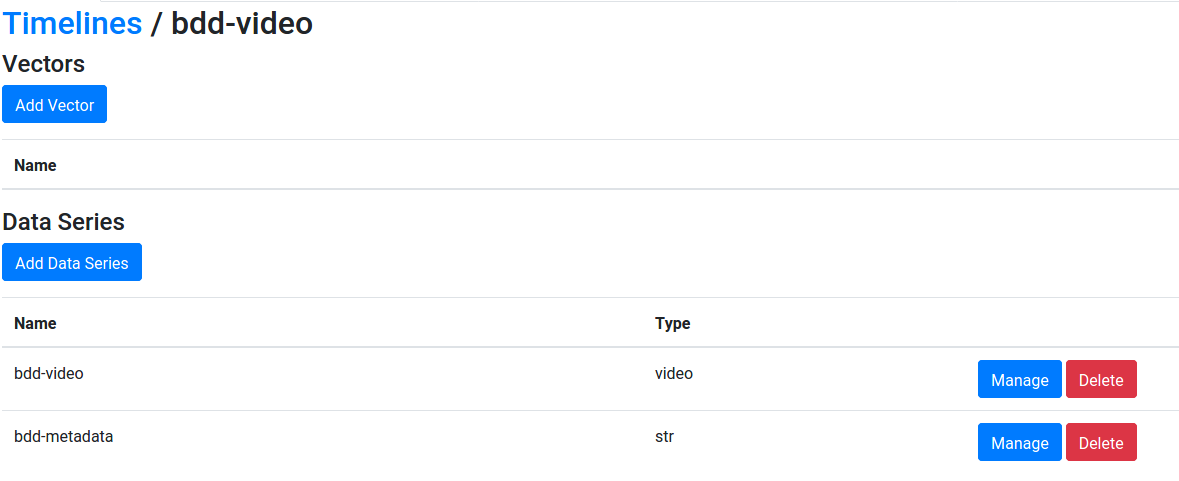 Timelines / bdd-video
Vectors
Add Vector
Name
Data Series
Add Data Series
Name Type
bdd-video video Manage Delete
bdd-metadata str Manage Delete